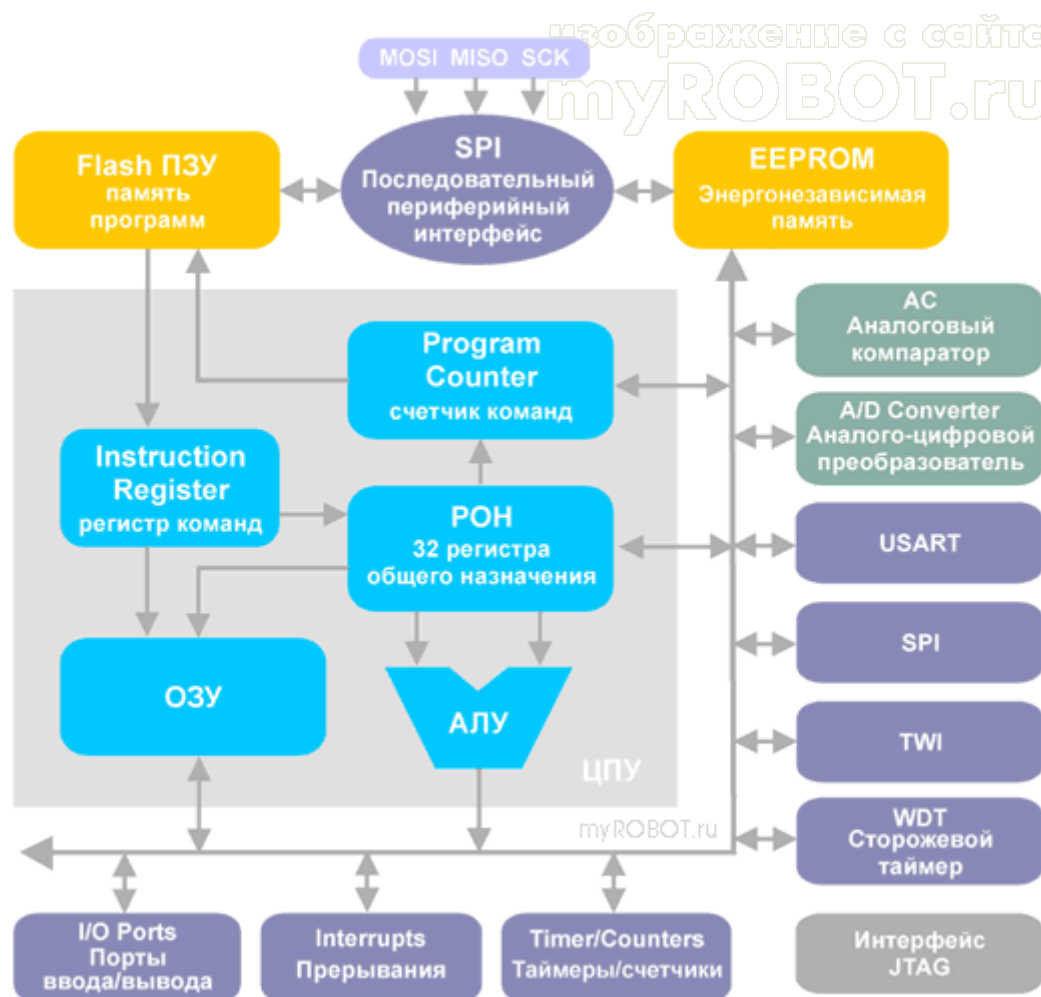 изображение с сайта
myROBOT.ru
MOSI MISO SCK
Flash ПЗУ
память
программ
SPI
Последовательный
периферийный
интерфейс
EEPROM
Энергонезависимая
память
AC
Аналоговый
компаратор
Program
Counter
счетчик команд
A/D Converter
Аналого-цифровой
преобразователь
Instruction
Register
регистр команд
РОН
32 регистра
общего назначения
USART
SPI
ОЗУ
АЛУ
TWI
ЦПУ
myROBOT.ru
WDT
Сторожевой
таймер
I/O Ports
Порты
ввода/вывода
Interrupts
Прерывания
Timer/Counters
Таймеры/счетчики
Интерфейс
JTAG